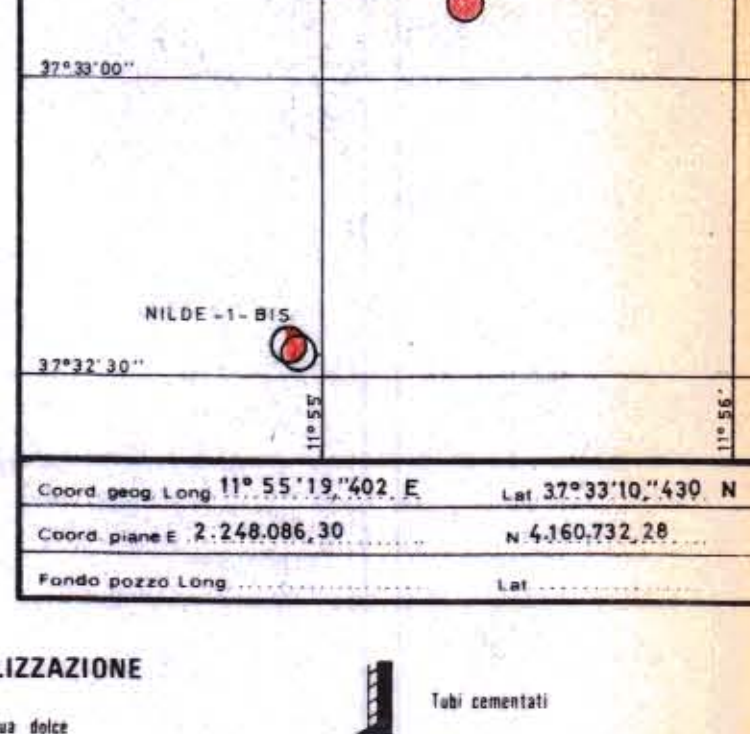 37°33'00"
NILDE-1-BIS
37°32'30"
11°55'
11°56'
Coord. geog. Long. 11° 55.'19,"402 E Lat 37°33'10,"430 N
Coord. piane E 2.248.086,30 N 4.160.732,28
Fondo pozzo Long Lat
LIZZAZIONE
Tubi cementati
ua dolce